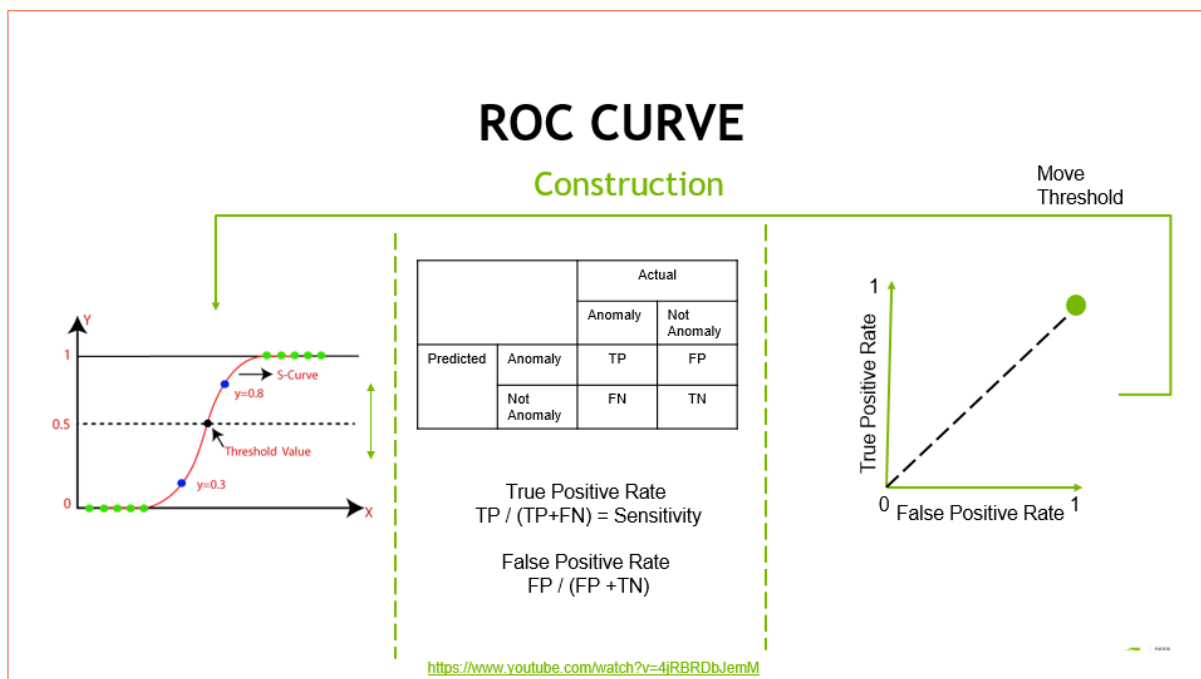 ROC CURVE
Construction
Move
Threshold
Y
1
S-Curve
y=0.8
0.5
Threshold Value
y=0.3
0
X
Actual
Anomaly
Not
Anomaly
Predicted
Anomaly
TP
FP
Not
Anomaly
FN
TN
True Positive Rate
TP / (TP+FN) = Sensitivity
False Positive Rate
FP / (FP +TN)
https://www.youtube.com/watch?v=4jRBRDbJemM
1
True Positive Rate
0
False Positive Rate
1